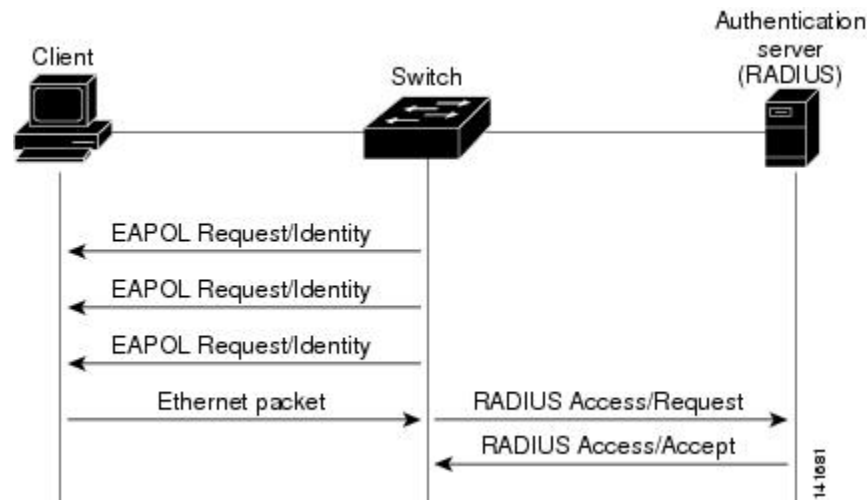 Client
Switch
Authentication
server
(RADIUS)
EAPOL Request/Identity
EAPOL Request/Identity
EAPOL Request/Identity
Ethernet packet
RADIUS Access/Request
RADIUS Access/Accept
141681